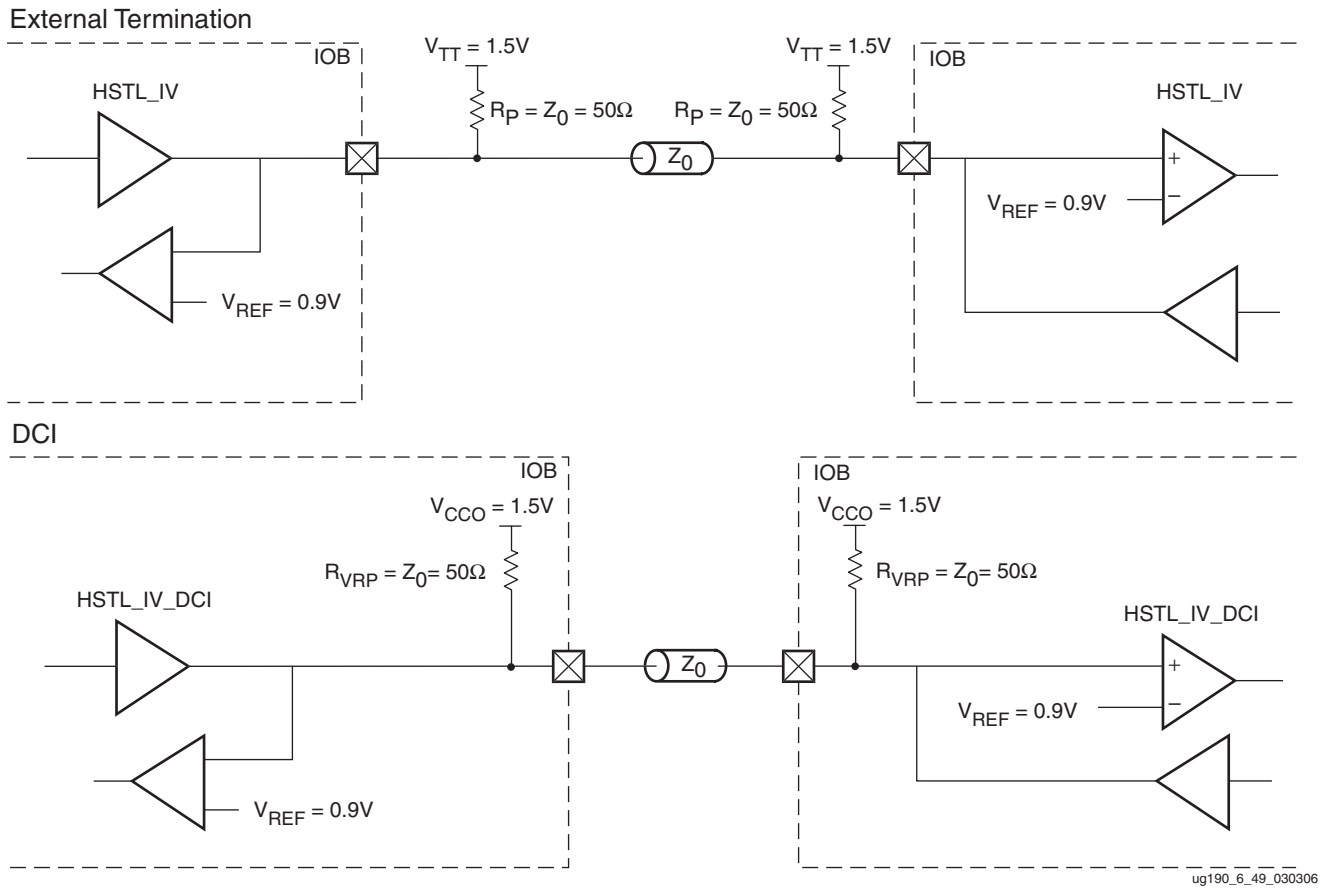 External Termination
IOB
V_TT = 1.5V
V_TT = 1.5V
IOB
HSTL_IV
R_P = Z_0 = 50Ω
R_P = Z_0 = 50Ω
HSTL_IV
Z_0
+
V_REF = 0.9V
–
V_REF = 0.9V
DCI
IOB
IOB
V_CCO = 1.5V
V_CCO = 1.5V
R_VRP = Z_0= 50Ω
R_VRP = Z_0= 50Ω
HSTL_IV_DCI
HSTL_IV_DCI
Z_0
+
V_REF = 0.9V
–
V_REF = 0.9V
ug190_6_49_030306